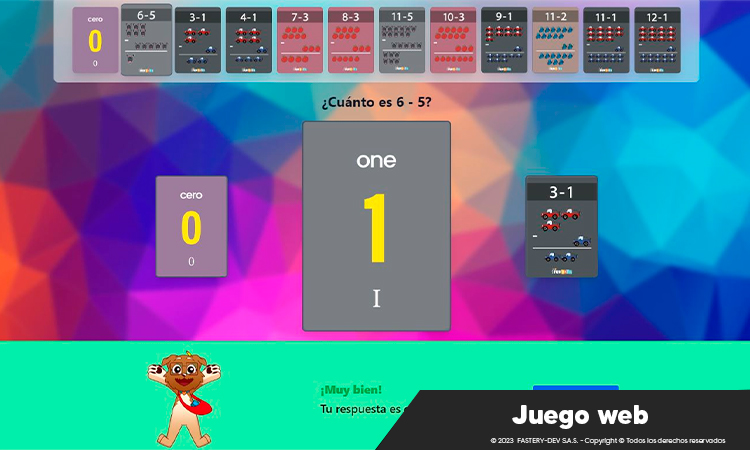 cero
0
0
6-5
3-1
4-1
7-3
8-3
11-5
10-3
9-1
11-2
11-1
12-1
¿Cuánto es 6 - 5?
one
1
I
cero
0
0
3-1
¡Muy bien!
Tu respuesta es
Juego web
© 2023 FASTERY-DEV S.A.S. - Copyright © Todos los derechos reservados